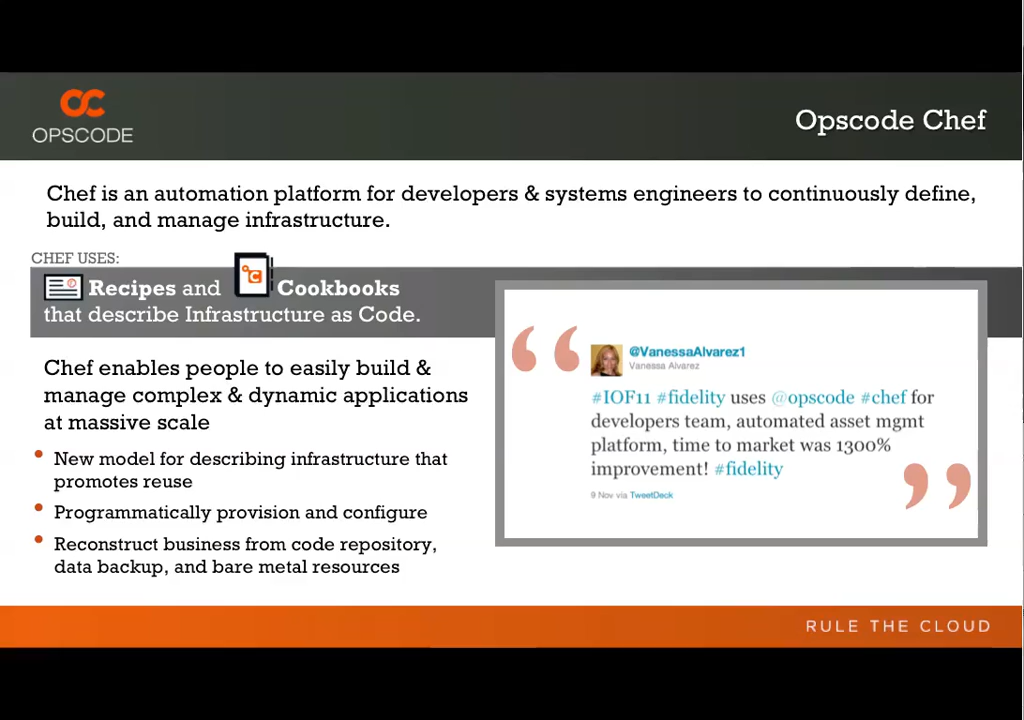 OPSCODE
Opscode Chef
Chef is an automation platform for developers & systems engineers to continuously define,
build, and manage infrastructure.
CHEF USES:
Recipes and Cookbooks
that describe Infrastructure as Code.
Chef enables people to easily build &
manage complex & dynamic applications
at massive scale
• New model for describing infrastructure that
promotes reuse
• Programmatically provision and configure
• Reconstruct business from code repository,
data backup, and bare metal resources
“
@VanessaAlvarez1
Vanessa Alvarez
#IOF11 #fidelity uses @opscode #chef for
developers team, automated asset mgmt
platform, time to market was 1300%
improvement! #fidelity
”
9 Nov via TweetDeck
RULE THE CLOUD